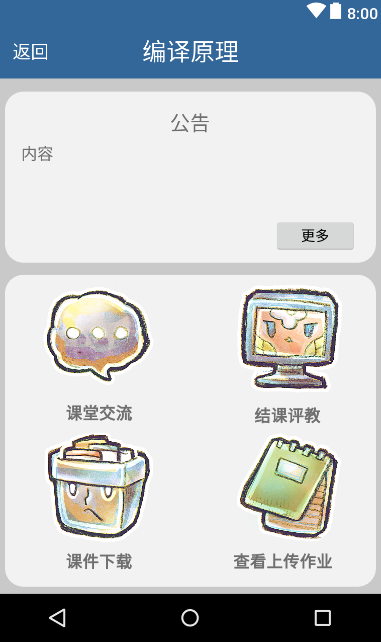 8:00
返回
编译原理
公告
内容
更多
课堂交流
结课评教
课件下载
查看上传作业